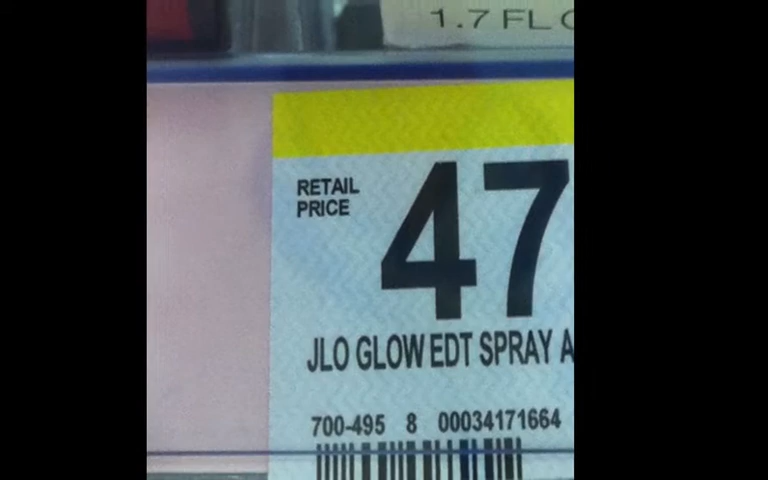 1.7 FL
RETAIL
PRICE
47
JLO GLOW EDT SPRAY
700-495 8 00034171664